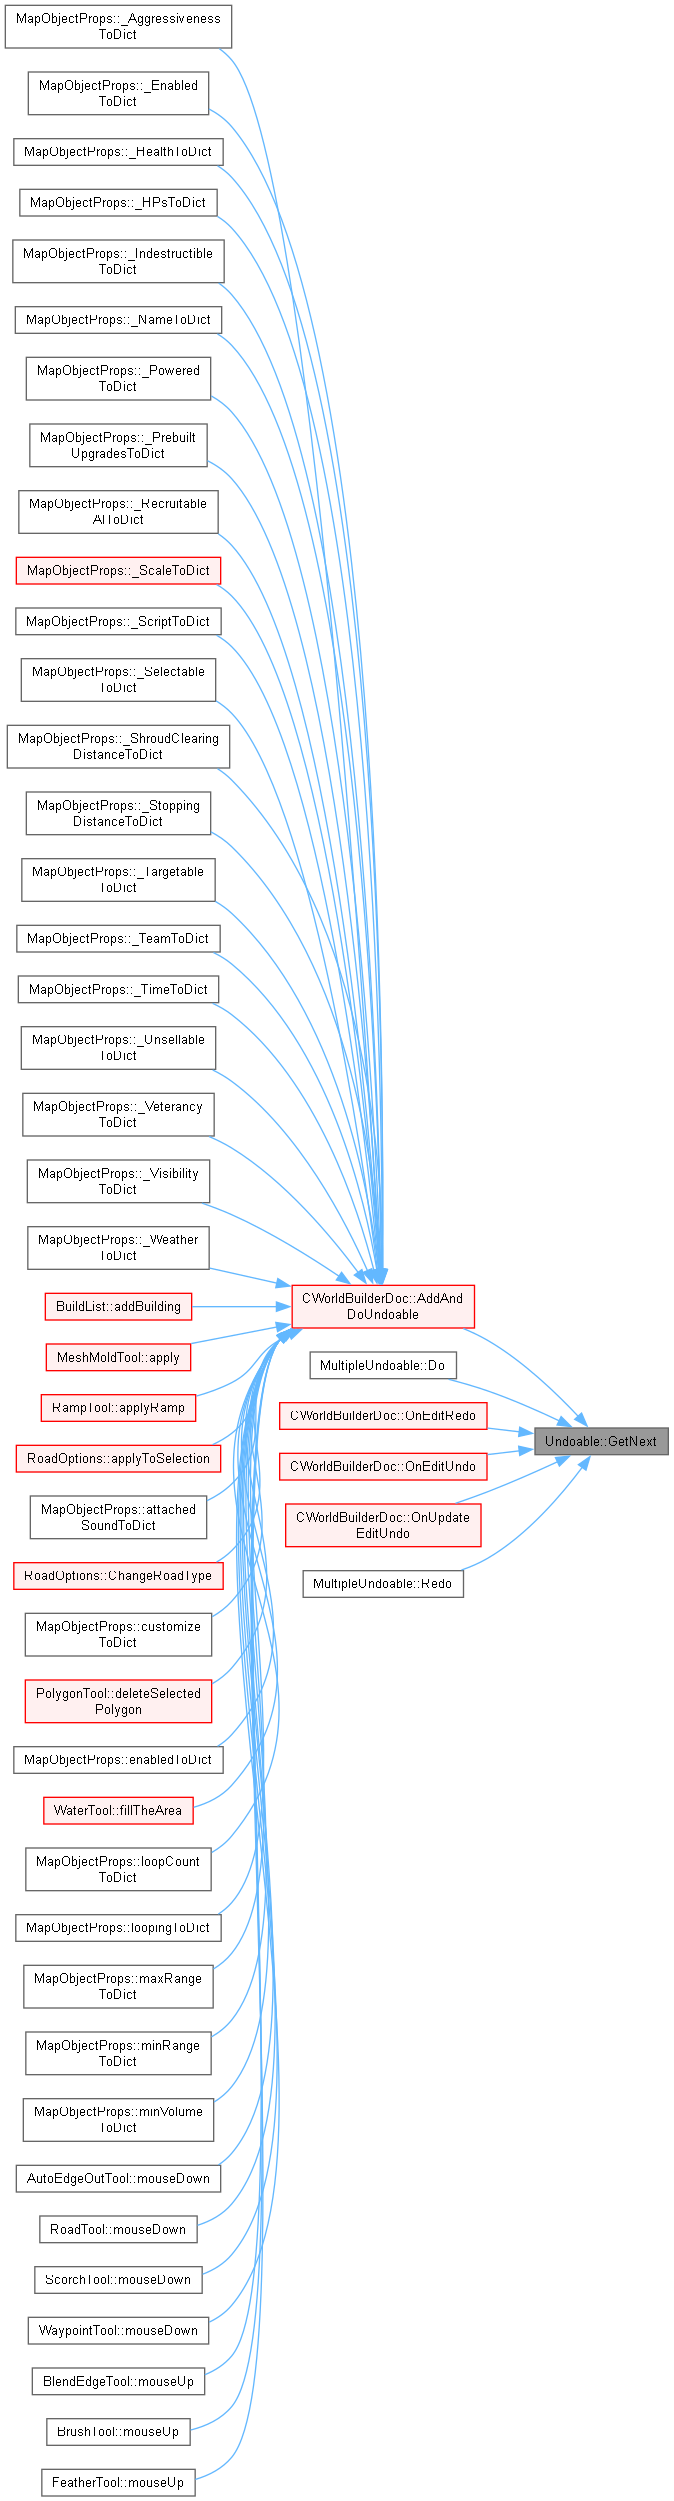 MapObjectProps::_Aggressiveness
ToDict
MapObjectProps::_Enabled
ToDict
MapObjectProps::_HealthToDict
MapObjectProps::_HPsToDict
MapObjectProps::_Indestructible
ToDict
MapObjectProps::_NameToDict
MapObjectProps::_Powered
ToDict
MapObjectProps::_Prebuilt
UpgradesToDict
MapObjectProps::_Recruitable
AIToDict
MapObjectProps::_ScaleToDict
MapObjectProps::_ScriptToDict
MapObjectProps::_Selectable
ToDict
MapObjectProps::_ShroudClearing
DistanceToDict
MapObjectProps::_Stopping
DistanceToDict
MapObjectProps::_Targetable
ToDict
MapObjectProps::_TeamToDict
MapObjectProps::_TimeToDict
MapObjectProps::_Unsellable
ToDict
MapObjectProps::_Veterancy
ToDict
MapObjectProps::_Visibility
ToDict
MapObjectProps::_Weather
ToDict
BuildList::addBuilding
MeshMoldTool::apply
RampTool::applyRamp
RoadOptions::applyToSelection
MapObjectProps::attached
SoundToDict
RoadOptions::ChangeRoadType
MapObjectProps::customize
ToDict
PolygonTool::deleteSelected
Polygon
MapObjectProps::enabledToDict
WaterTool::fillTheArea
MapObjectProps::loopCount
ToDict
MapObjectProps::loopingToDict
MapObjectProps::maxRange
ToDict
MapObjectProps::minRange
ToDict
MapObjectProps::minVolume
ToDict
AutoEdgeOutTool::mouseDown
RoadTool::mouseDown
ScorchTool::mouseDown
WaypointTool::mouseDown
BlendEdgeTool::mouseUp
BrushTool::mouseUp
FeatherTool::mouseUp
CWorldBuilderDoc::AddAnd
DoUndoable
MultipleUndoable::Do
CWorldBuilderDoc::OnEditRedo
CWorldBuilderDoc::OnEditUndo
CWorldBuilderDoc::OnUpdate
EditUndo
MultipleUndoable::Redo
Undoable::GetNext